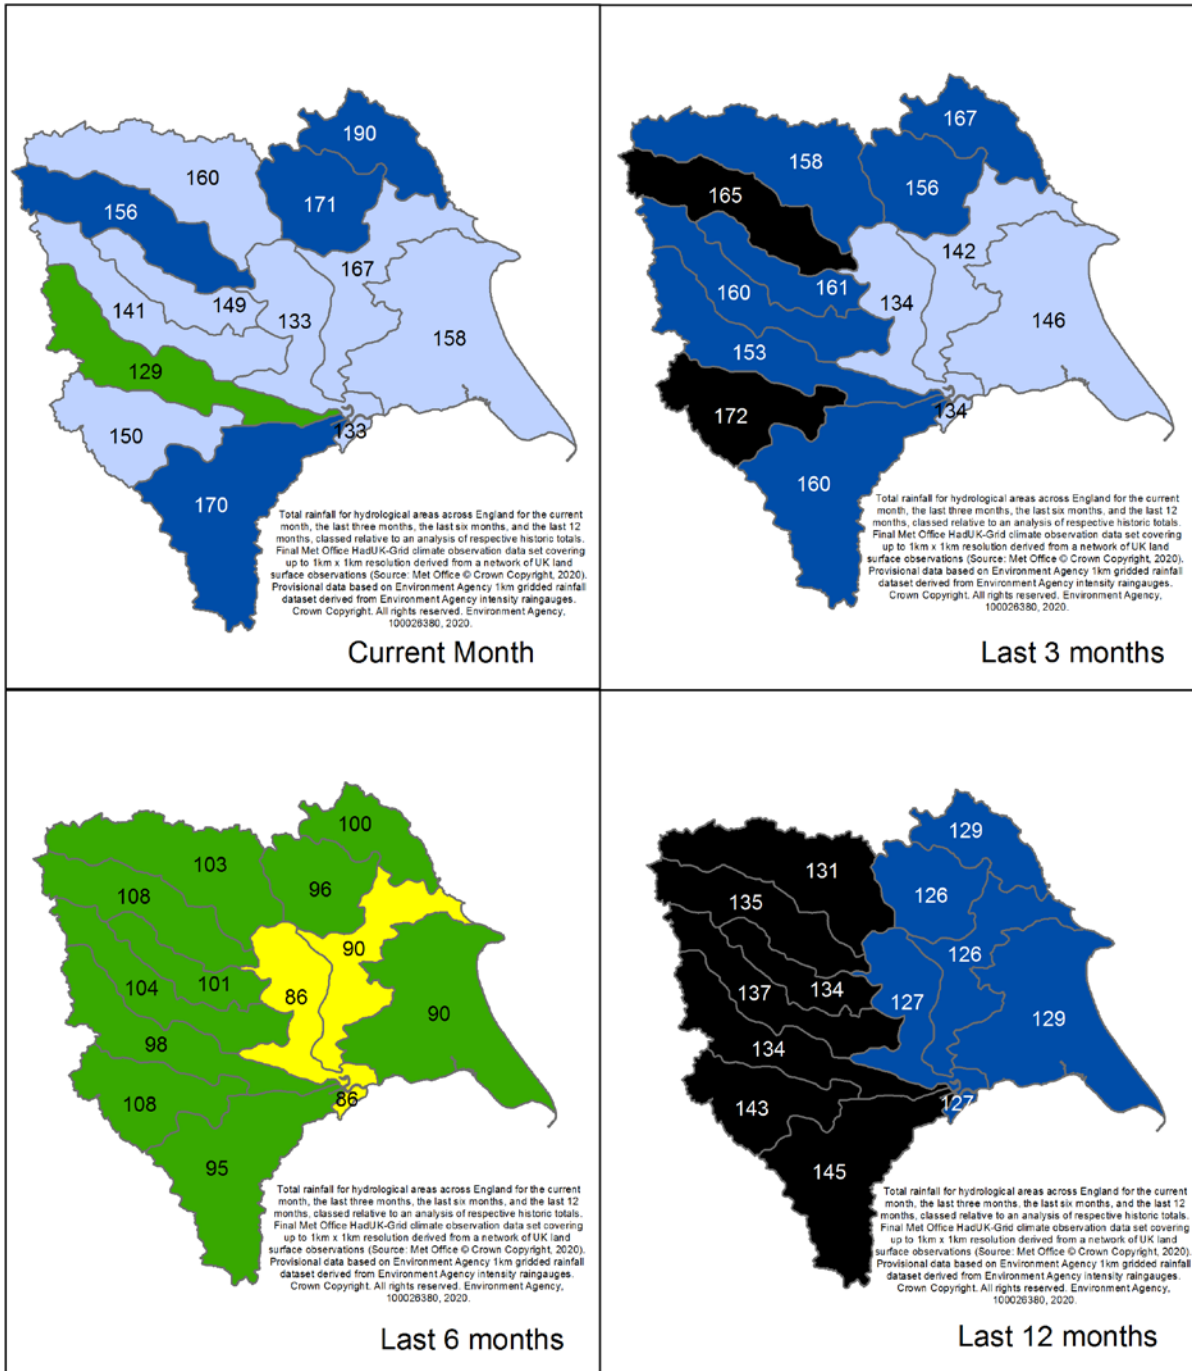 190
160
171
156
167
149
141
133
158
129
133
150
170
Total rainfall for hydrological areas across England for the current
month, the last three months, the last six months, and the last 12
months, classed relative to an analysis of respective historic totals.
Final Met Office HadUK-Grid climate observation data set covering
up to 1km x 1km resolution derived from a network of UK land
surface observations (Source: Met Office © Crown Copyright, 2020).
Provisional data based on Environment Agency 1km gridded rainfall
dataset derived from Environment Agency intensity raingauges.
Crown Copyright. All rights reserved. Environment Agency,
100026380, 2020.
Current Month
167
158
156
165
142
161
160
134
146
153
134
172
160
Total rainfall for hydrological areas across England for the current
month, the last three months, the last six months, and the last 12
months, classed relative to an analysis of respective historic totals.
Final Met Office HadUK-Grid climate observation data set covering
up to 1km x 1km resolution derived from a network of UK land
surface observations (Source: Met Office © Crown Copyright, 2020).
Provisional data based on Environment Agency 1km gridded rainfall
dataset derived from Environment Agency intensity raingauges.
Crown Copyright. All rights reserved. Environment Agency,
100026380, 2020.
Last 3 months
100
103
96
108
90
101
104
86
90
98
86
108
95
Total rainfall for hydrological areas across England for the current
month, the last three months, the last six months, and the last 12
months, classed relative to an analysis of respective historic totals.
Final Met Office HadUK-Grid climate observation data set covering
up to 1km x 1km resolution derived from a network of UK land
surface observations (Source: Met Office © Crown Copyright, 2020).
Provisional data based on Environment Agency 1km gridded rainfall
dataset derived from Environment Agency intensity raingauges.
Crown Copyright. All rights reserved. Environment Agency,
100026380, 2020.
Last 6 months
129
131
126
135
126
134
137
127
129
134
127
143
145
Total rainfall for hydrological areas across England for the current
month, the last three months, the last six months, and the last 12
months, classed relative to an analysis of respective historic totals.
Final Met Office HadUK-Grid climate observation data set covering
up to 1km x 1km resolution derived from a network of UK land
surface observations (Source: Met Office © Crown Copyright, 2020).
Provisional data based on Environment Agency 1km gridded rainfall
dataset derived from Environment Agency intensity raingauges.
Crown Copyright. All rights reserved. Environment Agency,
100026380, 2020.
Last 12 months